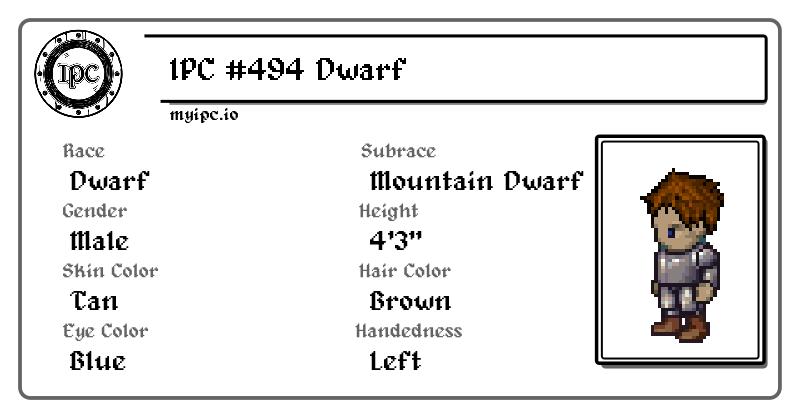 IPC
IPC #494 Dwarf
myipc.io
Race
Dwarf
Subrace
Mountain Dwarf
Gender
Male
Height
4'3"
Skin Color
Tan
Hair Color
Brown
Eye Color
Blue
Handedness
Left